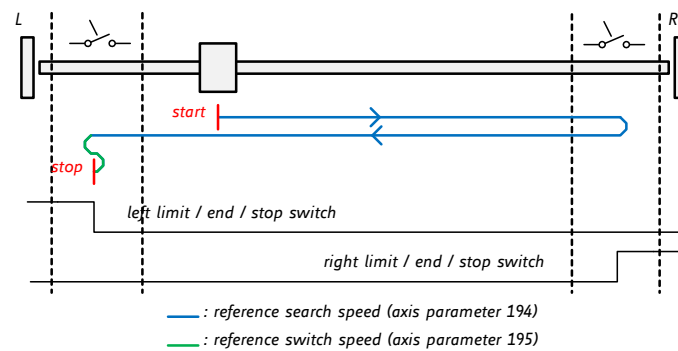 L
R
start
stop
left limit / end / stop switch
right limit / end / stop switch
: reference search speed (axis parameter 194)
: reference switch speed (axis parameter 195)